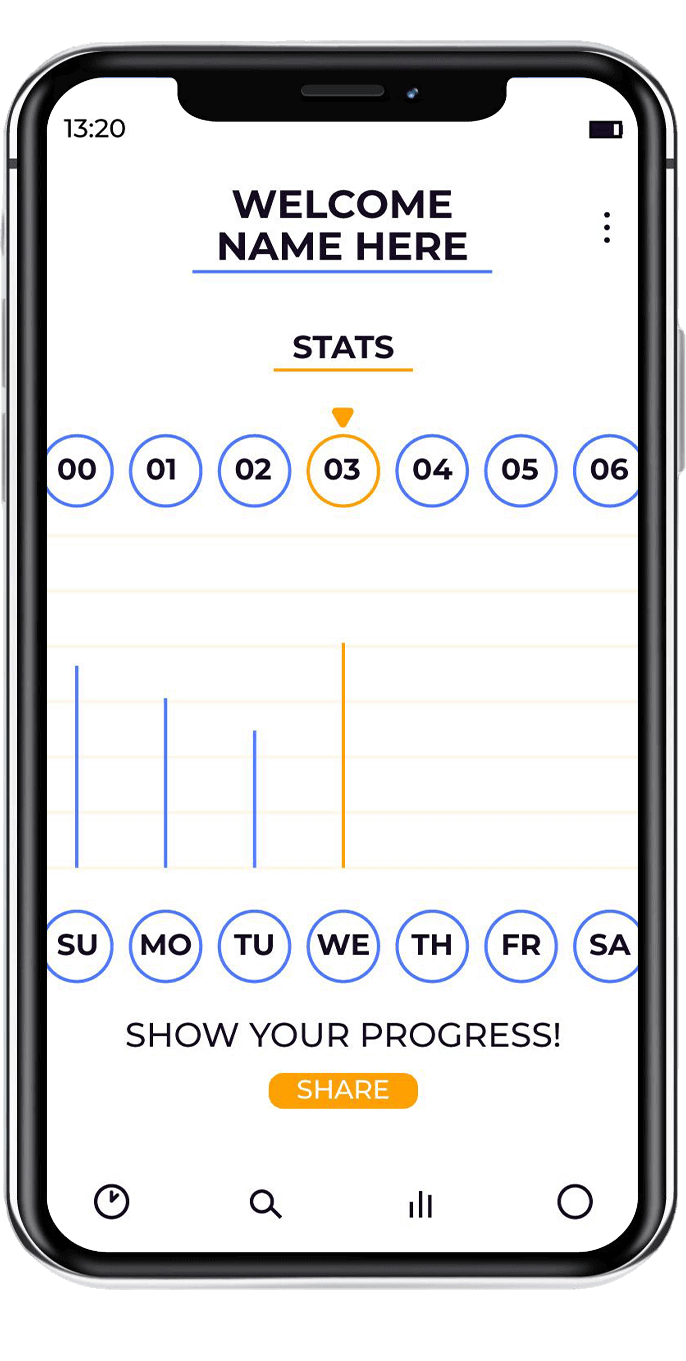 13:20
WELCOME
NAME HERE
STATS
00 01 02 03 04 05 06
SU MO TU WE TH FR SA
SHOW YOUR PROGRESS!
SHARE